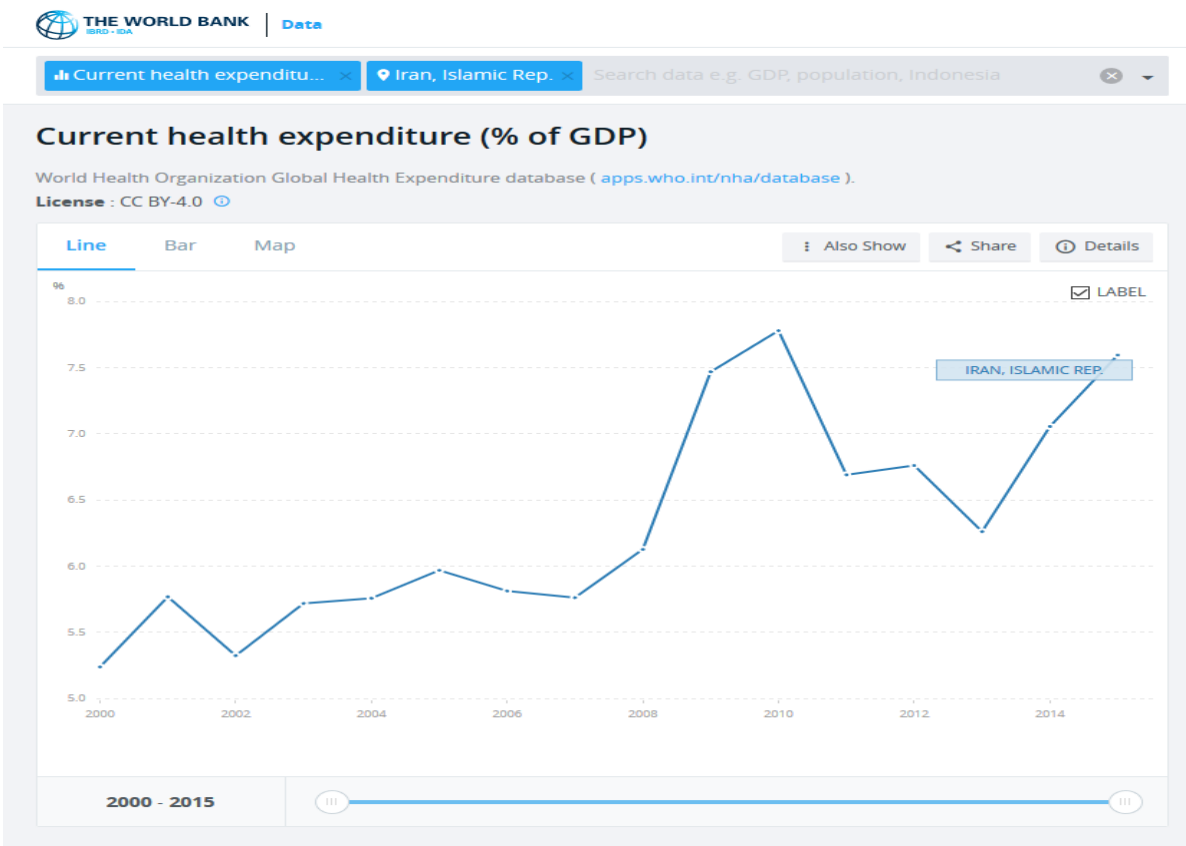 THE WORLD BANK
IBRD • IDA
Data
Current health expenditu... ×
Iran, Islamic Rep. ×
Search data e.g. GDP, population, Indonesia
Current health expenditure (% of GDP)
World Health Organization Global Health Expenditure database ( apps.who.int/nha/database ).
License : CC BY-4.0
Line Bar Map
Also Show Share Details
%
LABEL
8.0
IRAN, ISLAMIC REP.
7.5
7.0
6.5
6.0
5.5
5.0
2000 2002 2004 2006 2008 2010 2012 2014
2000 - 2015